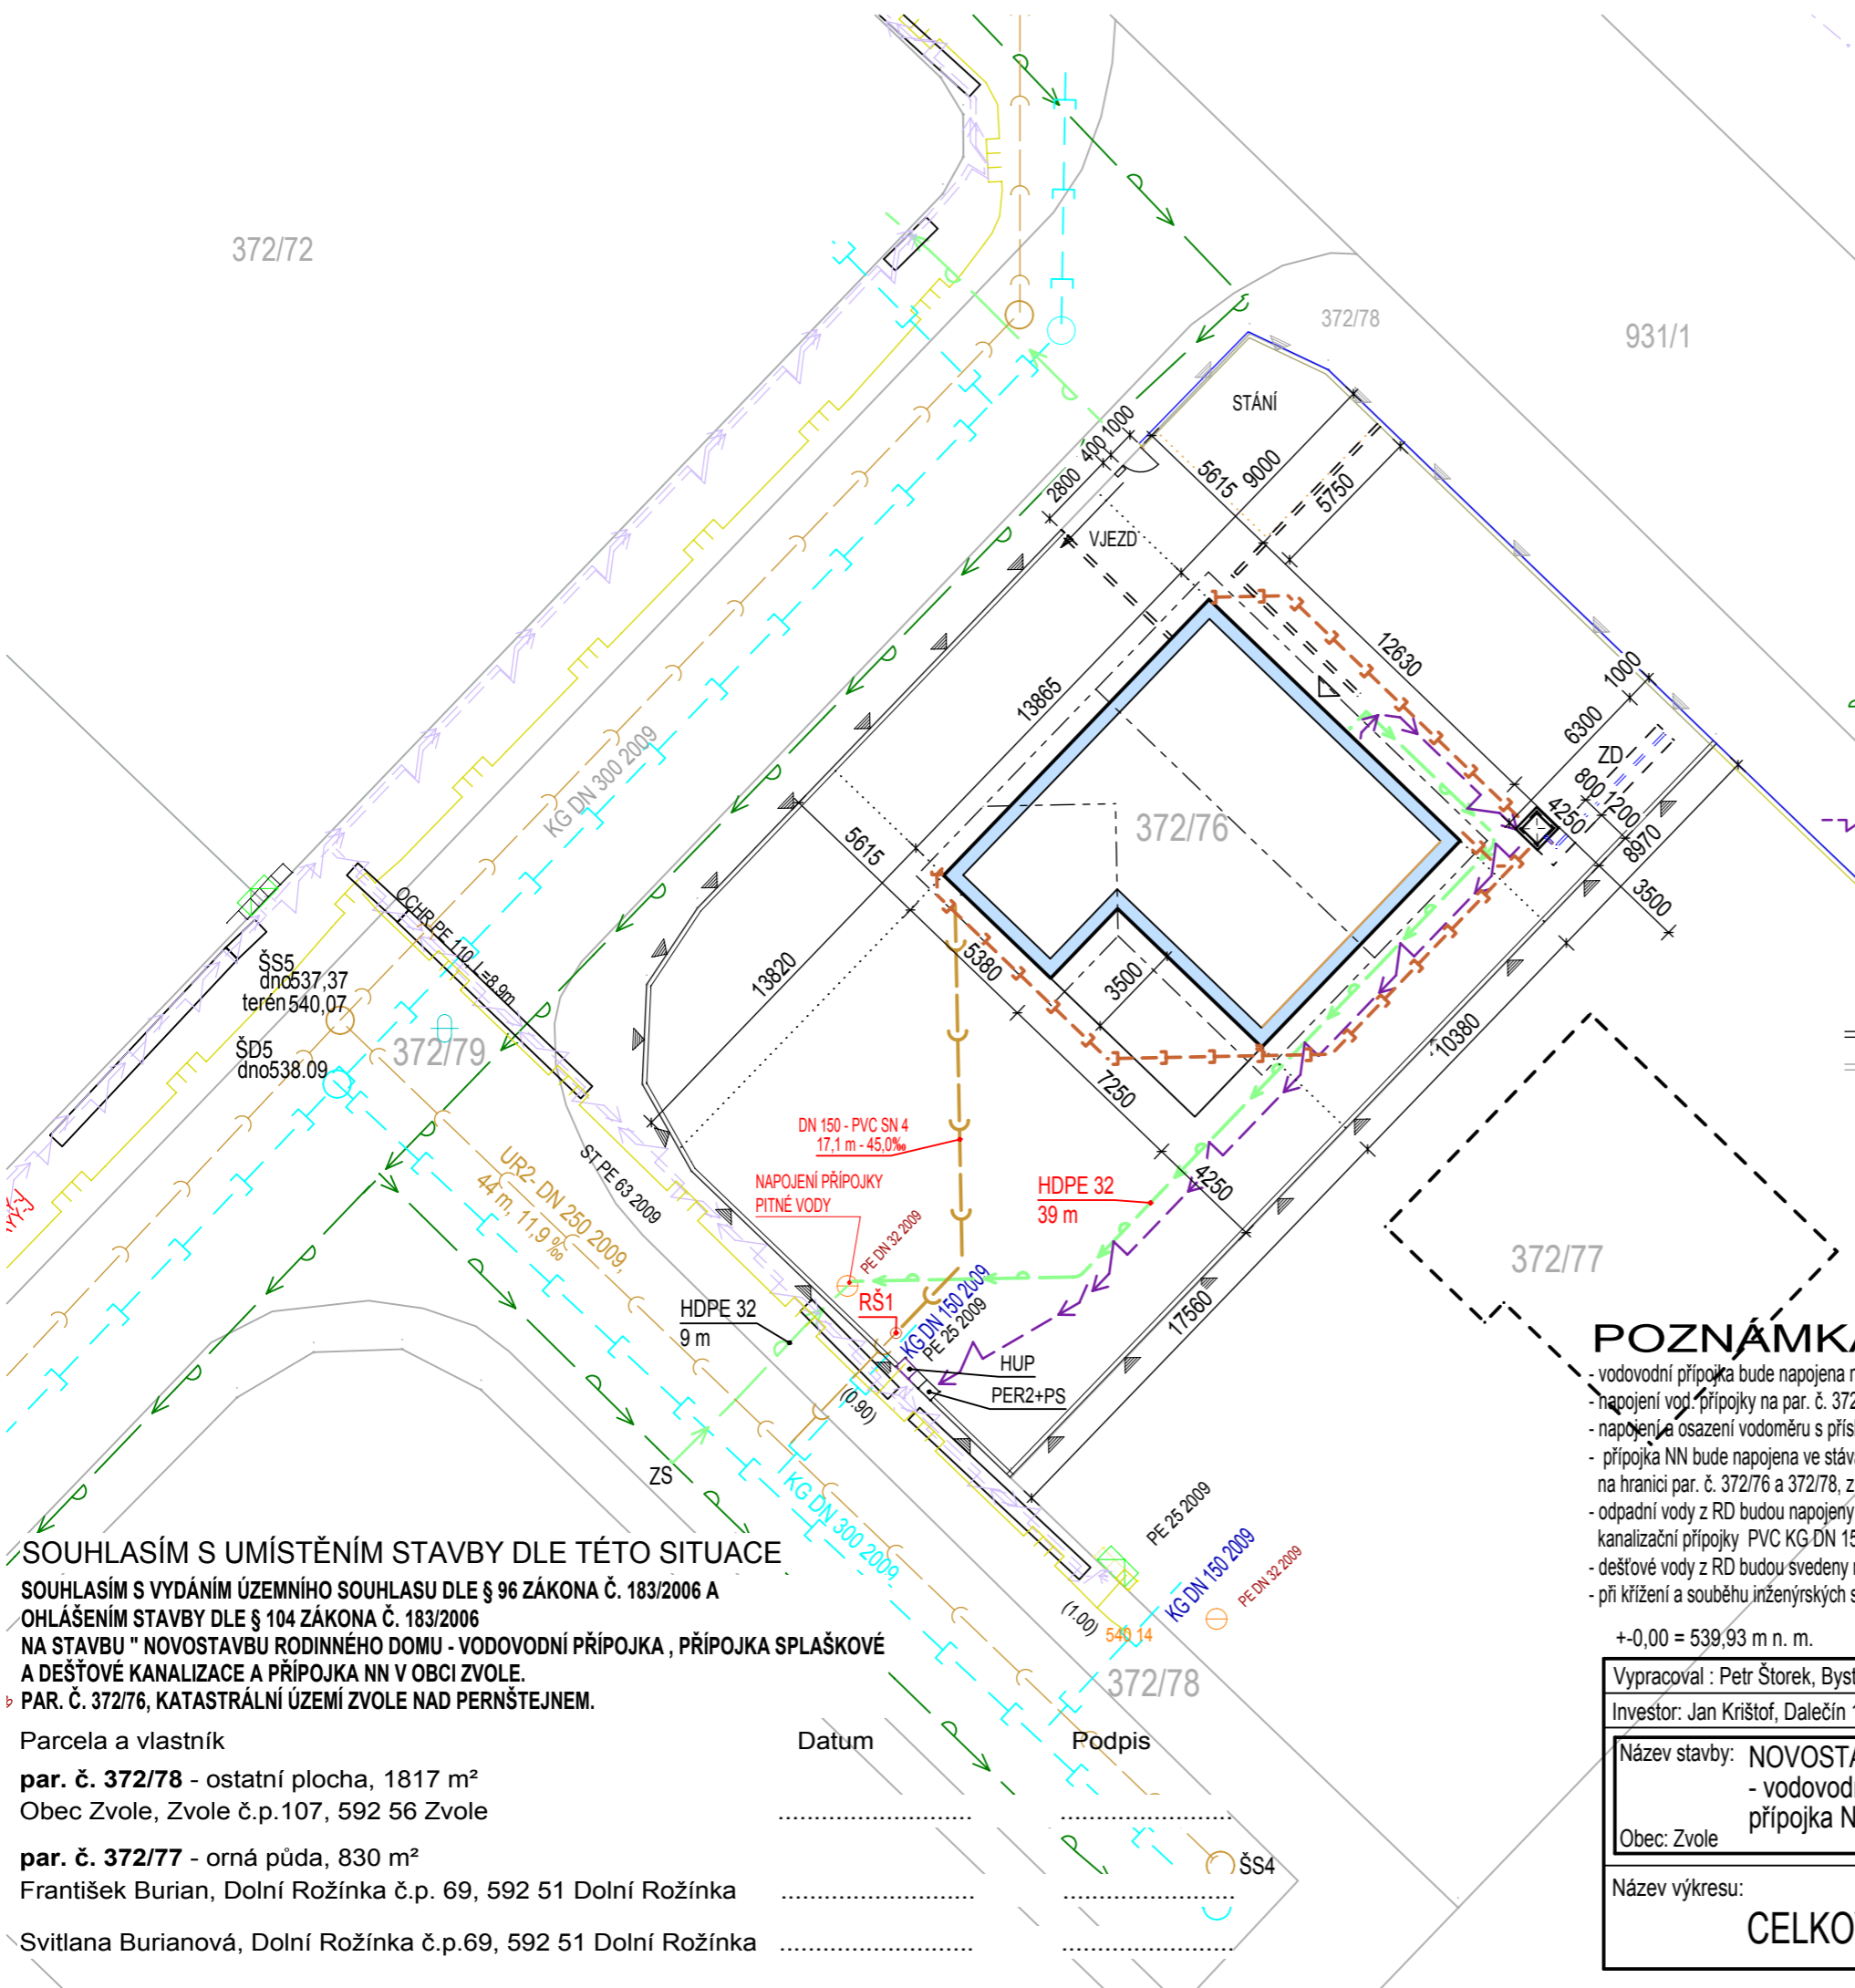 372/72
372/78
931/1
STÁNÍ
400
1000
2800
5615
9000
5750
VJEZD
12630
1000
13865
6300
ZD
KG DN 300 2009
800
1200
4250
8970
372/76
5615
3500
OCHR.PE 110, L=8,9m
ŠS5
dno537,37
terén540,07
5380
13820
3500
ŠD5
dno538.09
372/79
10380
7250
DN 150 - PVC SN 4
17,1 m - 45,0‰
UR2- DN 250 2009,
44 m, 11,9 ‰
ST.PE 63 2009
NAPOJENÍ PŘÍPOJKY
PITNÉ VODY
HDPE 32
39 m
4250
PE DN 32 2009
372/77
RŠ1
HDPE 32
9 m
KG DN 150 2009
PE 25 2009
17560
HUP
PER2+PS
(0.90)
ZS
KG DN 300 2009
PE 25 2009
KG DN 150 2009
PE DN 32 2009
(1.00)
540 14
372/78
POZNÁMKA
- vodovodní přípojka bude napojena
- napojení vod. přípojky na par. č. 372
- napojení a osazení vodoměru s přís
- přípojka NN bude napojena ve stáv
na hranici par. č. 372/76 a 372/78, z
- odpadní vody z RD budou napojeny
kanalizační přípojky PVC KG DN 15
- dešťové vody z RD budou svedeny
- při křížení a souběhu inženýrských s
+-0,00 = 539,93 m n. m.
Vypracoval : Petr Štorek, Byst
Investor: Jan Krištof, Dalečín 1
Název stavby: NOVOSTA
- vodovod
přípojka N
Obec: Zvole
Název výkresu:
CELKO
SOUHLASÍM S UMÍSTĚNÍM STAVBY DLE TÉTO SITUACE
SOUHLASÍM S VYDÁNÍM ÚZEMNÍHO SOUHLASU DLE § 96 ZÁKONA Č. 183/2006 A
OHLÁŠENÍM STAVBY DLE § 104 ZÁKONA Č. 183/2006
NA STAVBU " NOVOSTAVBU RODINNÉHO DOMU - VODOVODNÍ PŘÍPOJKA , PŘÍPOJKA SPLAŠKOVÉ
A DEŠŤOVÉ KANALIZACE A PŘÍPOJKA NN V OBCI ZVOLE.
PAR. Č. 372/76, KATASTRÁLNÍ ÚZEMÍ ZVOLE NAD PERNŠTEJNEM.
Parcela a vlastník Datum Podpis
par. č. 372/78 - ostatní plocha, 1817 m²
Obec Zvole, Zvole č.p.107, 592 56 Zvole ........................... ........................
par. č. 372/77 - orná půda, 830 m²
František Burian, Dolní Rožínka č.p. 69, 592 51 Dolní Rožínka ........................... ........................
ŠS4
Svitlana Burianová, Dolní Rožínka č.p.69, 592 51 Dolní Rožínka ........................... ........................